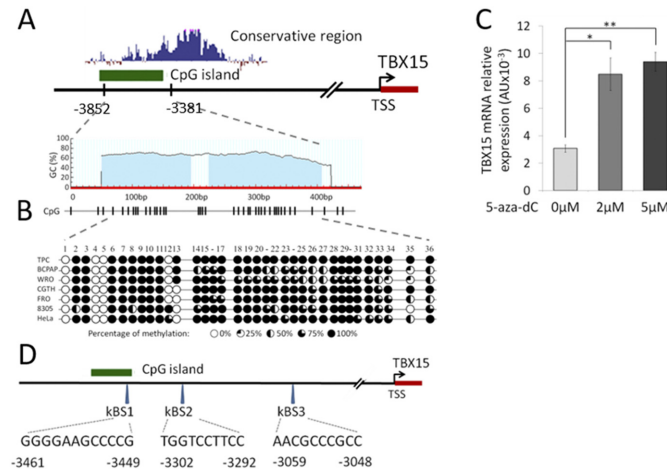 A
Conservative region
CpG island
TBX15
-3852
-3381
TSS
GC (%)
100
80
60
40
20
0
0 100bp 200bp 300bp 400bp
B
CpG
1 2 3 4 5 6 7 8 9 10 11 12 13 1415 - 17 18 19 20 - 22 23 - 25 26 27 28 29 - 31 32 33 34 35 36
TPC
BCPAP
WRO
CGTH
FRO
8305
HeLa
Percentage of methylation: 0% 25% 50% 75% 100%
C
TBX15 mRNA relative
expression (AUx10-3)
12
10
8
6
4
2
0
*
**
5-aza-dC 0µM 2µM 5µM
D
CpG island
TBX15
TSS
kBS1 kBS2 kBS3
GGGGAAGCCCCG TGGTCCTTCC AACGCCCGCC
-3461 -3449 -3302 -3292 -3059 -3048